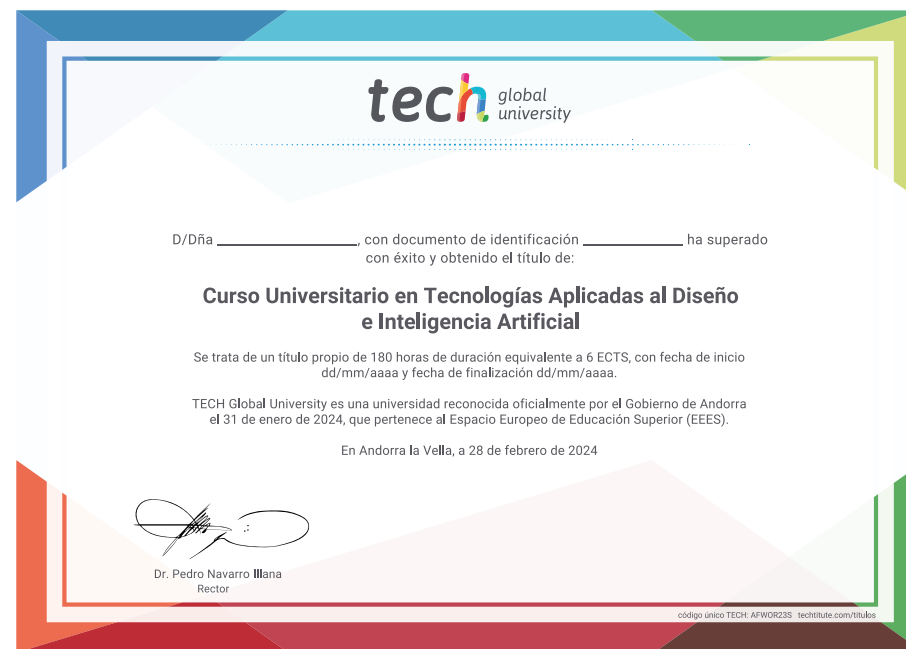 tech global university
D/Dña ____________________, con documento de identificación ______________ ha superado
con éxito y obtenido el título de:
Curso Universitario en Tecnologías Aplicadas al Diseño
e Inteligencia Artificial
Se trata de un título propio de 180 horas de duración equivalente a 6 ECTS, con fecha de inicio
dd/mm/aaaa y fecha de finalización dd/mm/aaaa.
TECH Global University es una universidad reconocida oficialmente por el Gobierno de Andorra
el 31 de enero de 2024, que pertenece al Espacio Europeo de Educación Superior (EEES).
En Andorra la Vella, a 28 de febrero de 2024
Dr. Pedro Navarro Illana
Rector
código único TECH: AFWOR23S techtitute.com/titulos